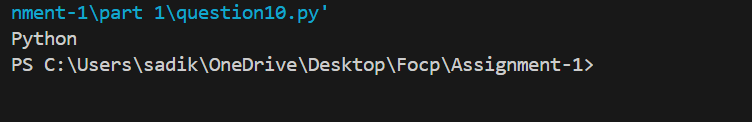 nment-1\part 1\question10.py'
Python
PS C:\Users\sadik\OneDrive\Desktop\Focp\Assignment-1>